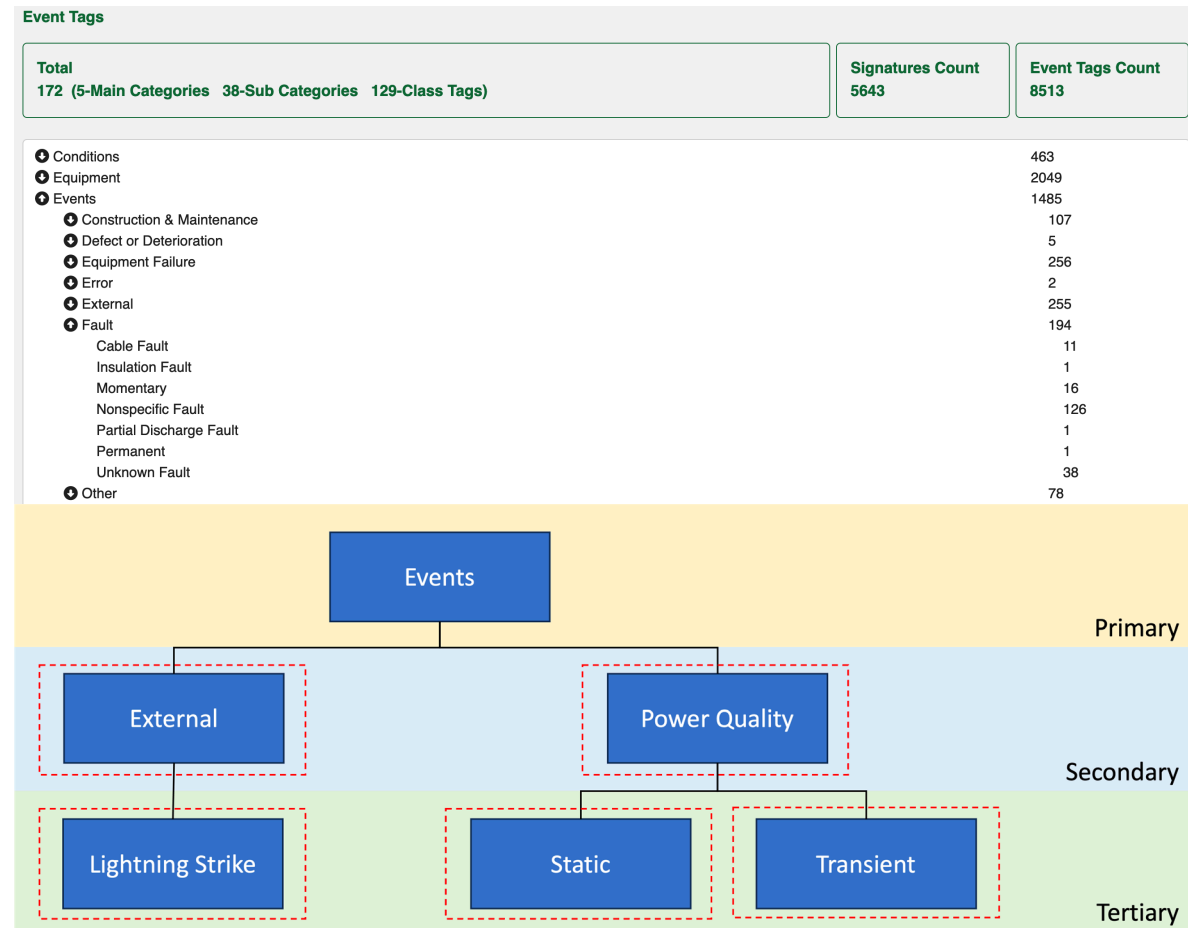 Event Tags
Total
172 (5-Main Categories 38-Sub Categories 129-Class Tags)
Signatures Count
5643
Event Tags Count
8513
Conditions 463
Equipment 2049
Events 1485
Construction & Maintenance 107
Defect or Deterioration 5
Equipment Failure 256
Error 2
External 255
Fault 194
Cable Fault 11
Insulation Fault 1
Momentary 16
Nonspecific Fault 126
Partial Discharge Fault 1
Permanent 1
Unknown Fault 38
Other 78
Events
Primary
External Power Quality
Secondary
Lightning Strike Static Transient
Tertiary